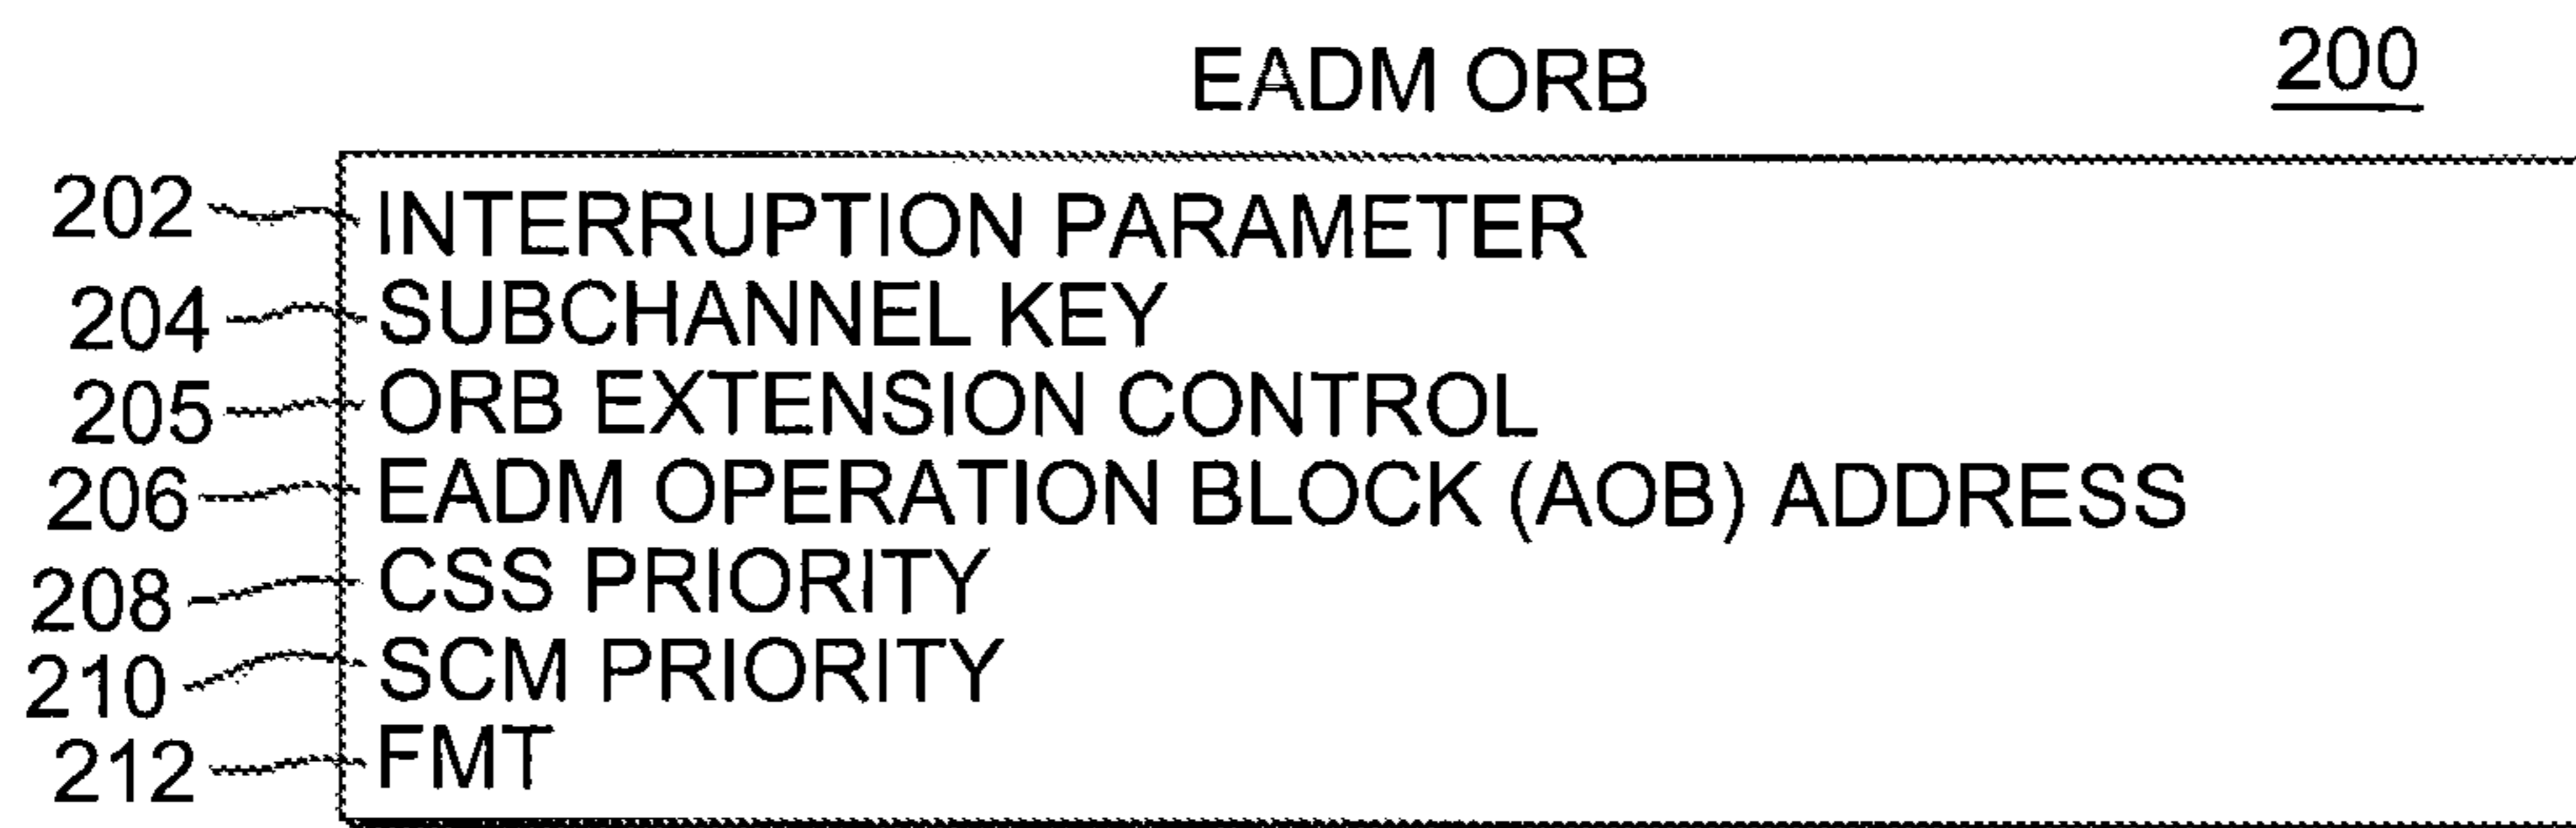 EADM ORB 200
202 INTERRUPTION PARAMETER
204 SUBCHANNEL KEY
205 ORB EXTENSION CONTROL
206 EADM OPERATION BLOCK (AOB) ADDRESS
208 CSS PRIORITY
210 SCM PRIORITY
212 FMT